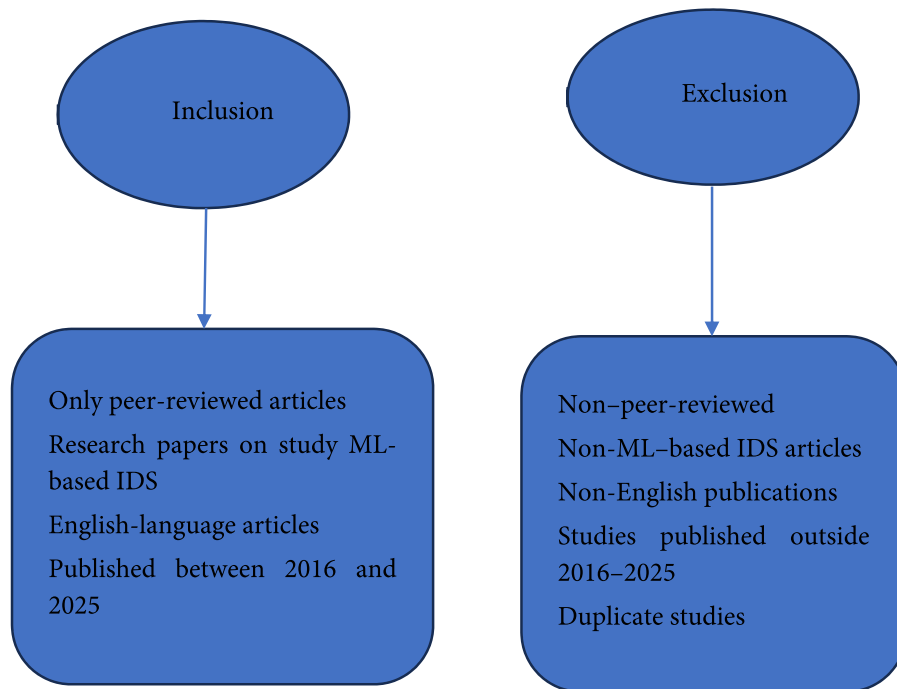 Inclusion
Only peer-reviewed articles
Research papers on study ML-
based IDS
English-language articles
Published between 2016 and
2025
Exclusion
Non–peer-reviewed
Non-ML–based IDS articles
Non-English publications
Studies published outside
2016–2025
Duplicate studies